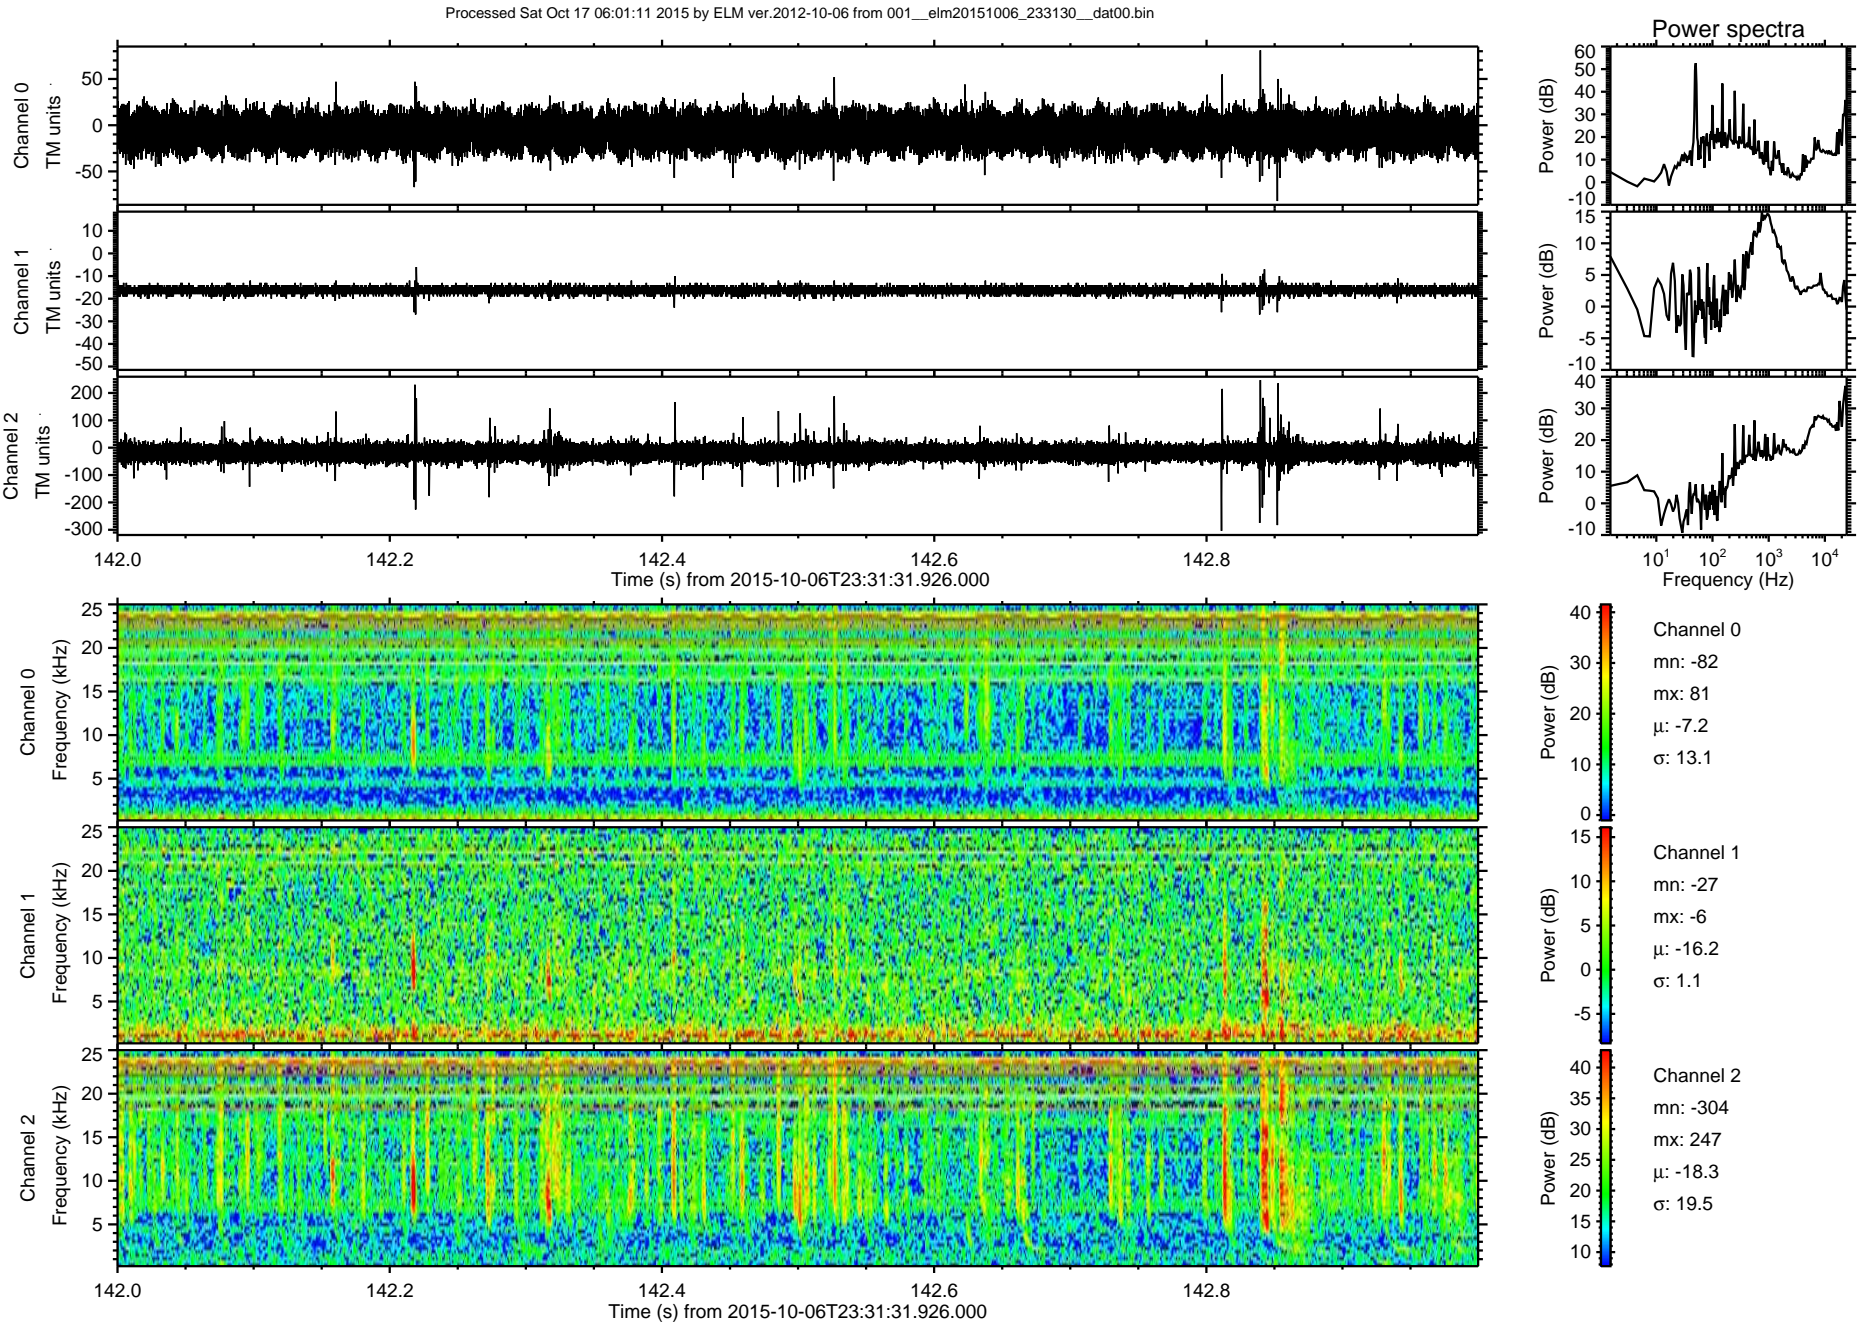 Processed Sat Oct 17 06:01:11 2015 by ELM ver.2012-10-06 from 001__elm20151006_233130__dat00.bin
Power spectra
Channel 0
TM units
50
0
-50
Power (dB)
60
50
40
30
20
10
0
-10
Channel 1
TM units
10
0
-10
-20
-30
-40
-50
Power (dB)
15
10
5
0
-5
-10
Channel 2
TM units
200
100
0
-100
-200
-300
Power (dB)
40
30
20
10
0
-10
142.0 142.2 142.4 142.6 142.8
Time (s) from 2015-10-06T23:31:31.926.000
10¹ 10² 10³ 10⁴
Frequency (Hz)
Channel 0
Frequency (kHz)
25
20
15
10
5
Power (dB)
40
30
20
10
0
Channel 0
mn: -82
mx: 81
μ: -7.2
σ: 13.1
Channel 1
Frequency (kHz)
25
20
15
10
5
Power (dB)
15
10
5
0
-5
Channel 1
mn: -27
mx: -6
μ: -16.2
σ: 1.1
Channel 2
Frequency (kHz)
25
20
15
10
5
Power (dB)
40
35
30
25
20
15
10
Channel 2
mn: -304
mx: 247
μ: -18.3
σ: 19.5
142.0 142.2 142.4 142.6 142.8
Time (s) from 2015-10-06T23:31:31.926.000